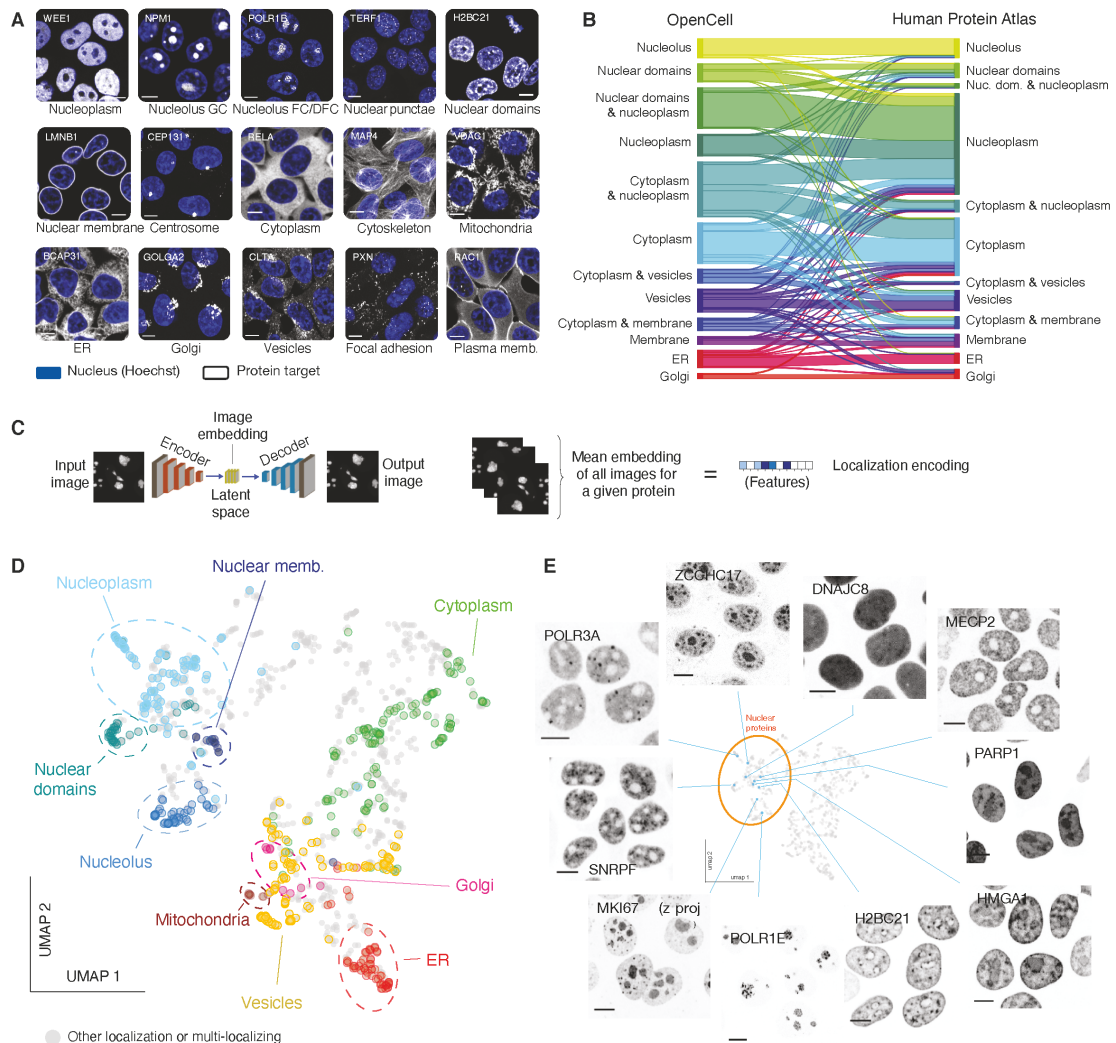 A
WEE1
NPM1
POLR1B
TERF1
H2BC21
Nucleoplasm
Nucleolus GC
Nucleolus FC/DFC
Nuclear punctae
Nuclear domains
LMNB1
CEP131*
RELA
MAP4
VDAC1
Nuclear membrane
Centrosome
Cytoplasm
Cytoskeleton
Mitochondria
BCAP31
GOLGA2
CLTA
PXN
RAC1
ER
Golgi
Vesicles
Focal adhesion
Plasma memb.
Nucleus (Hoechst)
Protein target
B
OpenCell
Human Protein Atlas
Nucleolus
Nuclear domains
Nuclear domains
& nucleoplasm
Nucleoplasm
Cytoplasm
& nucleoplasm
Cytoplasm
Cytoplasm & vesicles
Vesicles
Cytoplasm & membrane
Membrane
ER
Golgi
Nucleolus
Nuclear domains
Nuc. dom. & nucleoplasm
Nucleoplasm
Cytoplasm & nucleoplasm
Cytoplasm
Cytoplasm & vesicles
Vesicles
Cytoplasm & membrane
Membrane
ER
Golgi
C
Input
image
Encoder
Image
embedding
Latent
space
Decoder
Output
image
Mean embedding
of all images for
a given protein
=
(Features)
Localization encoding
D
Nucleoplasm
Nuclear memb.
Cytoplasm
Nuclear
domains
Nucleolus
Golgi
Mitochondria
ER
Vesicles
UMAP 2
UMAP 1
Other localization or multi-localizing
E
ZCCHC17
DNAJC8
MECP2
POLR3A
Nuclear
proteins
PARP1
SNRPF
umap 2
umap 1
MKI67
(z proj)
POLR1E
H2BC21
HMGA1